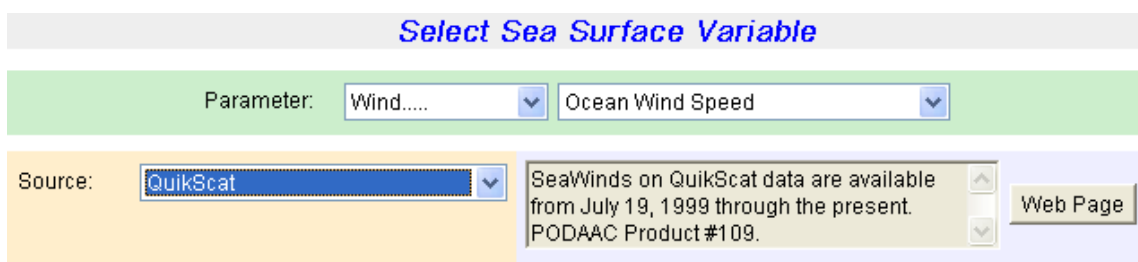 Select Sea Surface Variable
Parameter: Wind..... Ocean Wind Speed
Source: QuikScat
SeaWinds on QuikScat data are available
from July 19, 1999 through the present.
PODAAC Product #109.
Web Page